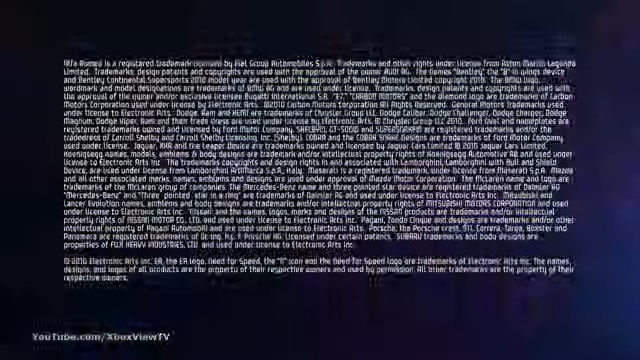 Alfa Romeo is a registered trademark licensed by Fiat Group Automobiles S.p.A. Trademarks and other rights under license from Aston Martin Lagonda
Limited. Trademarks, design patents and copyrights are used with the approval of the owner AUDI AG. The names "Bentley", the "B" in wings device
and Bentley Continental Supersports 2010 model year are used with the approval of Bentley Motors Limited copyright 2010. The BMW logo,
wordmark and model designations are trademarks of BMW AG and are used under license. Trademarks, design patents and copyrights are used with
the approval of the owner and/or exclusive licensee Bugatti International S.A. "E7," "CARBON MOTORS" and the diamond logo are trademarks of Carbon
Motors Corporation used under license by Electronic Arts. ©2010 Carbon Motors Corporation All Rights Reserved. General Motors Trademarks used
under license to Electronic Arts. Dodge, Ram and HEMI are trademarks of Chrysler Group LLC. Dodge Caliber, Dodge Challenger, Dodge Charger, Dodge
Magnum, Dodge Viper, Ram and their trade dress are used under license by Electronic Arts. © Chrysler Group LLC 2010. Ford Oval and nameplates are
registered trademarks owned and licensed by Ford Motor Company. SHELBY®, GT-500® and SUPERSNAKE® are registered trademarks and/or the
tradedress of Carroll Shelby and Carroll Shelby Licensing, Inc. (Shelby). COBRA and the COBRA SNAKE Designs are trademarks of Ford Motor Company,
used under license. Jaguar, XKR and the Leaper Device are trademarks owned and licensed by Jaguar Cars Limited © 2010 Jaguar Cars Limited.
Koenigsegg names, models, emblems & body designs are trademark and/or intellectual property rights of Koenigsegg Automotive AB and used under
license to Electronic Arts Inc. The trademarks copyrights and design rights in and associated with Lamborghini, Lamborghini with Bull and Shield
Device, are used under license from Lamborghini ArtiMarca S.p.A., Italy. Maserati is a registered trademark under license from Maserati S.p.A. Mazda
and all other associated marks, names, emblems and designs are used under approval of Mazda Motor Corporation. The McLaren name and logo are
trademarks of the McLaren group of companies. The Mercedes-Benz name and three pointed star device are registered trademarks of Daimler AG
"Mercedes-Benz" and "Three pointed star in a ring" are trademarks of Daimler AG and used under license to Electronic Arts Inc. Mitsubishi and
Lancer Evolution names, emblems and body designs are trademarks and/or intellectual property rights of MITSUBISHI MOTORS CORPORATION and used
under license to Electronic Arts Inc. Nissan and the names, logos, marks and designs of the NISSAN products are trademarks and/or intellectual
property rights of NISSAN MOTOR CO., LTD. and used under license to Electronic Arts Inc. Pagani, Zonda Cinque and designs are trademarks and/or other
intellectual property of Pagani Automobili and are used under license to Electronic Arts Inc. Porsche, the Porsche crest, 911, Carrera, Targa, Boxster and
Panamera are registered trademarks of Dr. Ing. h.c. F. Porsche AG. Licensed under certain patents. SUBARU trademarks and body designs are
properties of FUJI HEAVY INDUSTRIES, LTD. and used under license to Electronic Arts Inc.
© 2010 Electronic Arts Inc. EA, the EA logo, Need for Speed, the "N" icon and the Need for Speed logo are trademarks of Electronic Arts Inc. The names,
designs, and logos of all products are the property of their respective owners and used by permission. All other trademarks are the property of their
respective owners.
YouTube.com/XboxViewTV